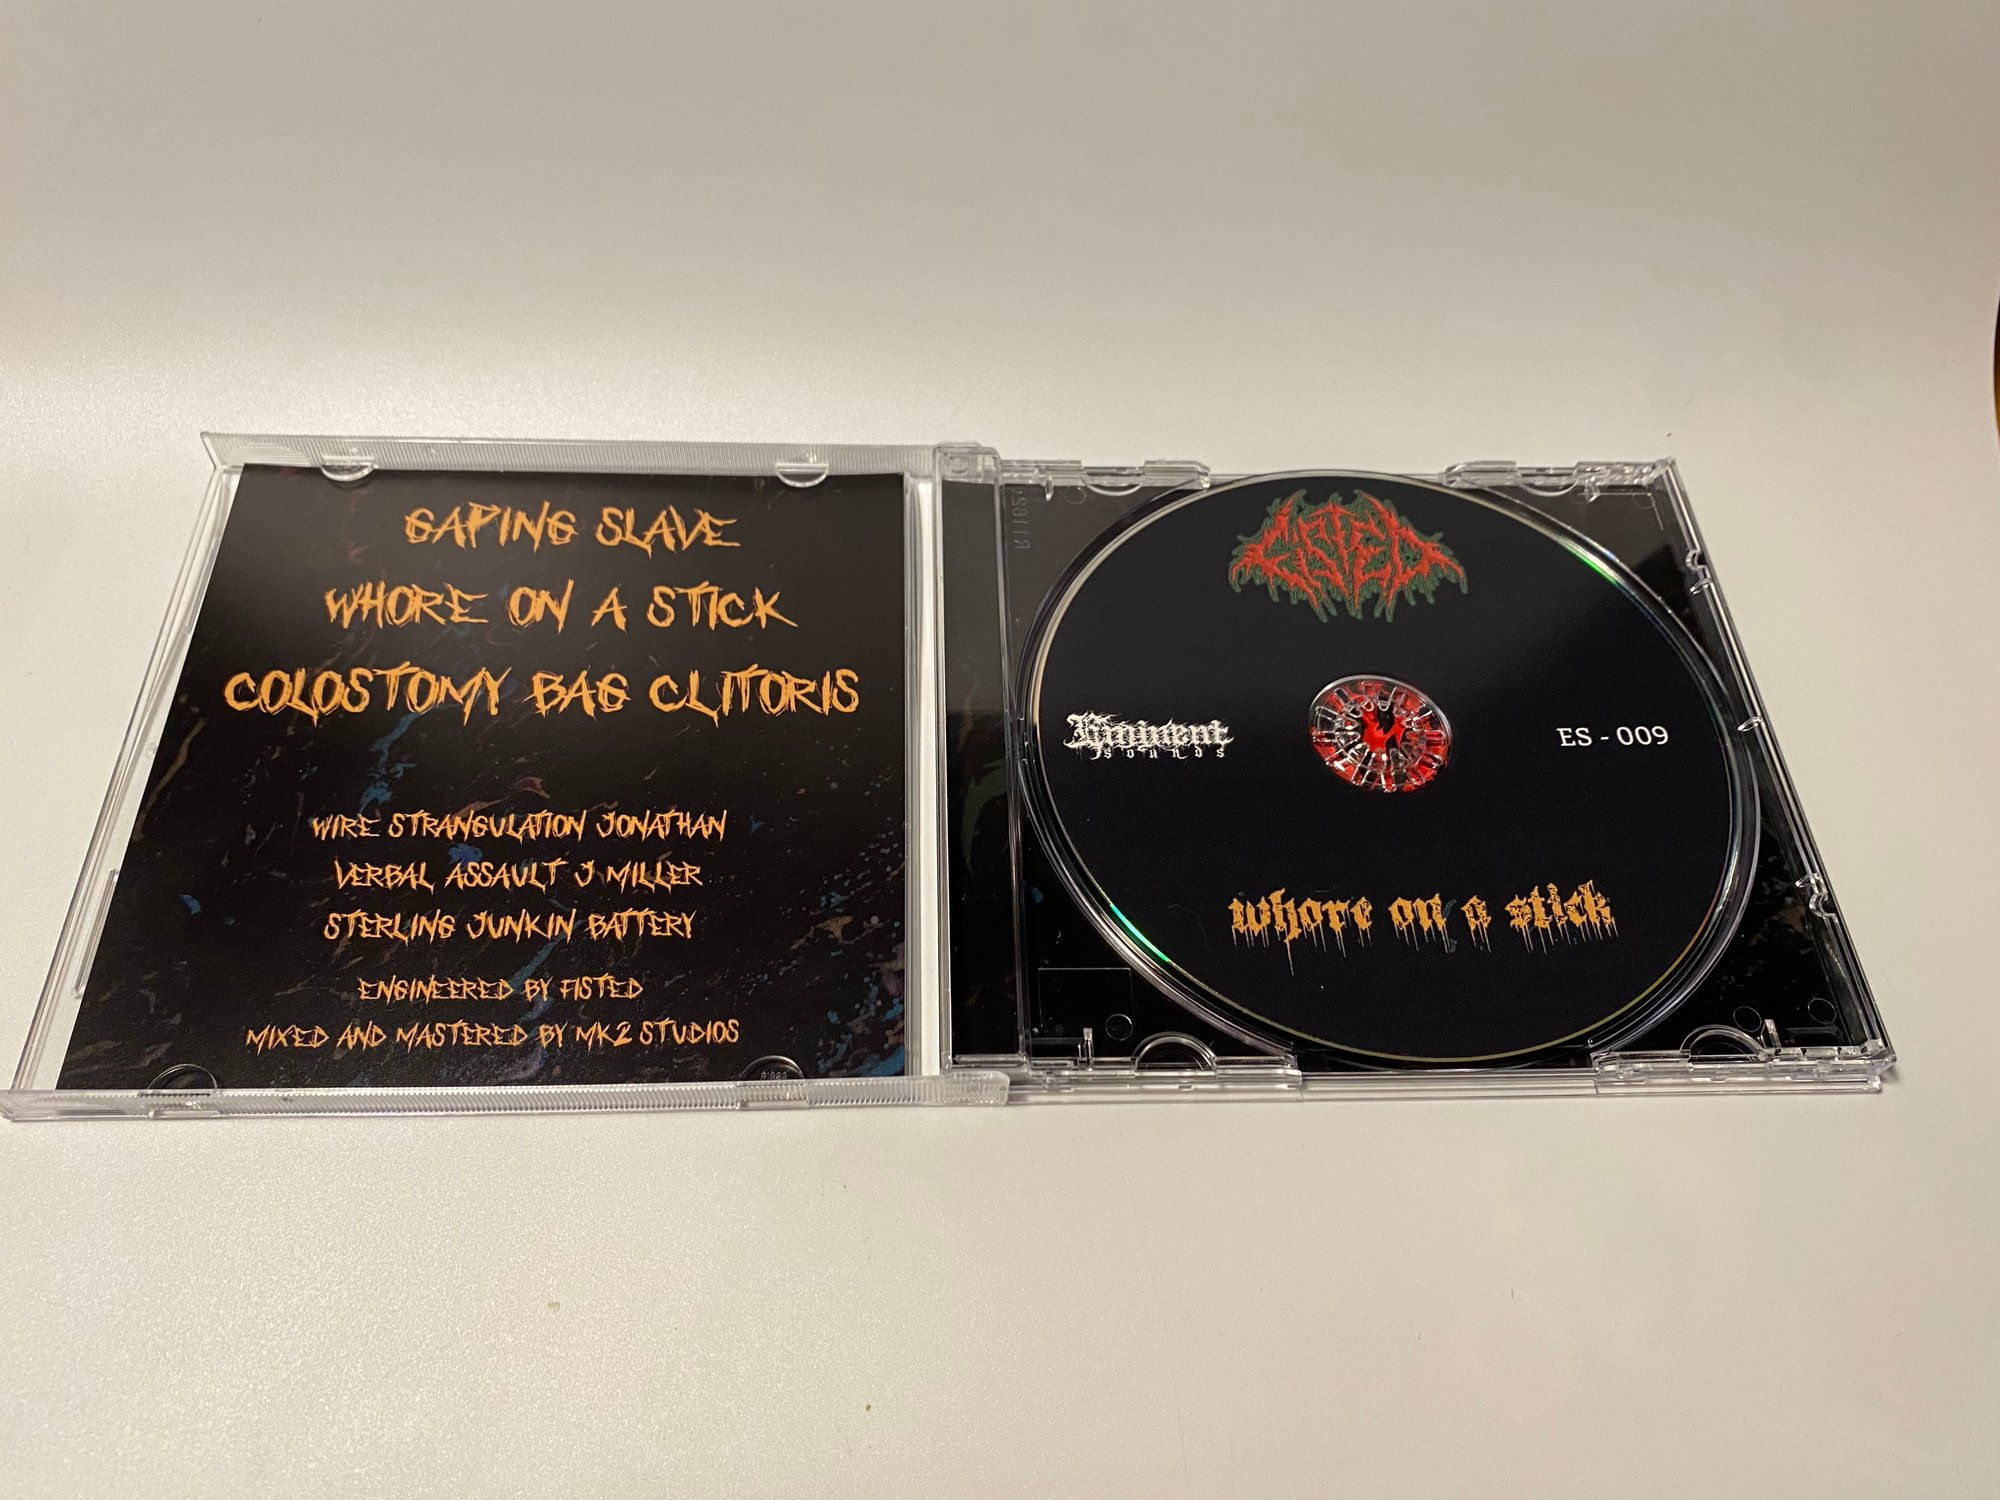 GAPING SLAVE
WHORE ON A STICK
COLOSTOMY BAG CLITORIS
WIRE STRANGULATION JONATHAN
VERBAL ASSAULT J MILLER
STERLING JUNKIN BATTERY
ENGINEERED BY FISTED
MIXED AND MASTERED BY MK2 STUDIOS
FISTED
Eminent
sounds
ES - 009
whore on a stick